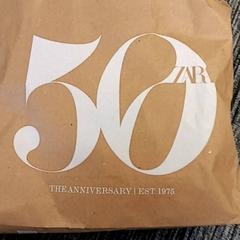 50
ZARA
THE ANNIVERSARY | EST. 1975